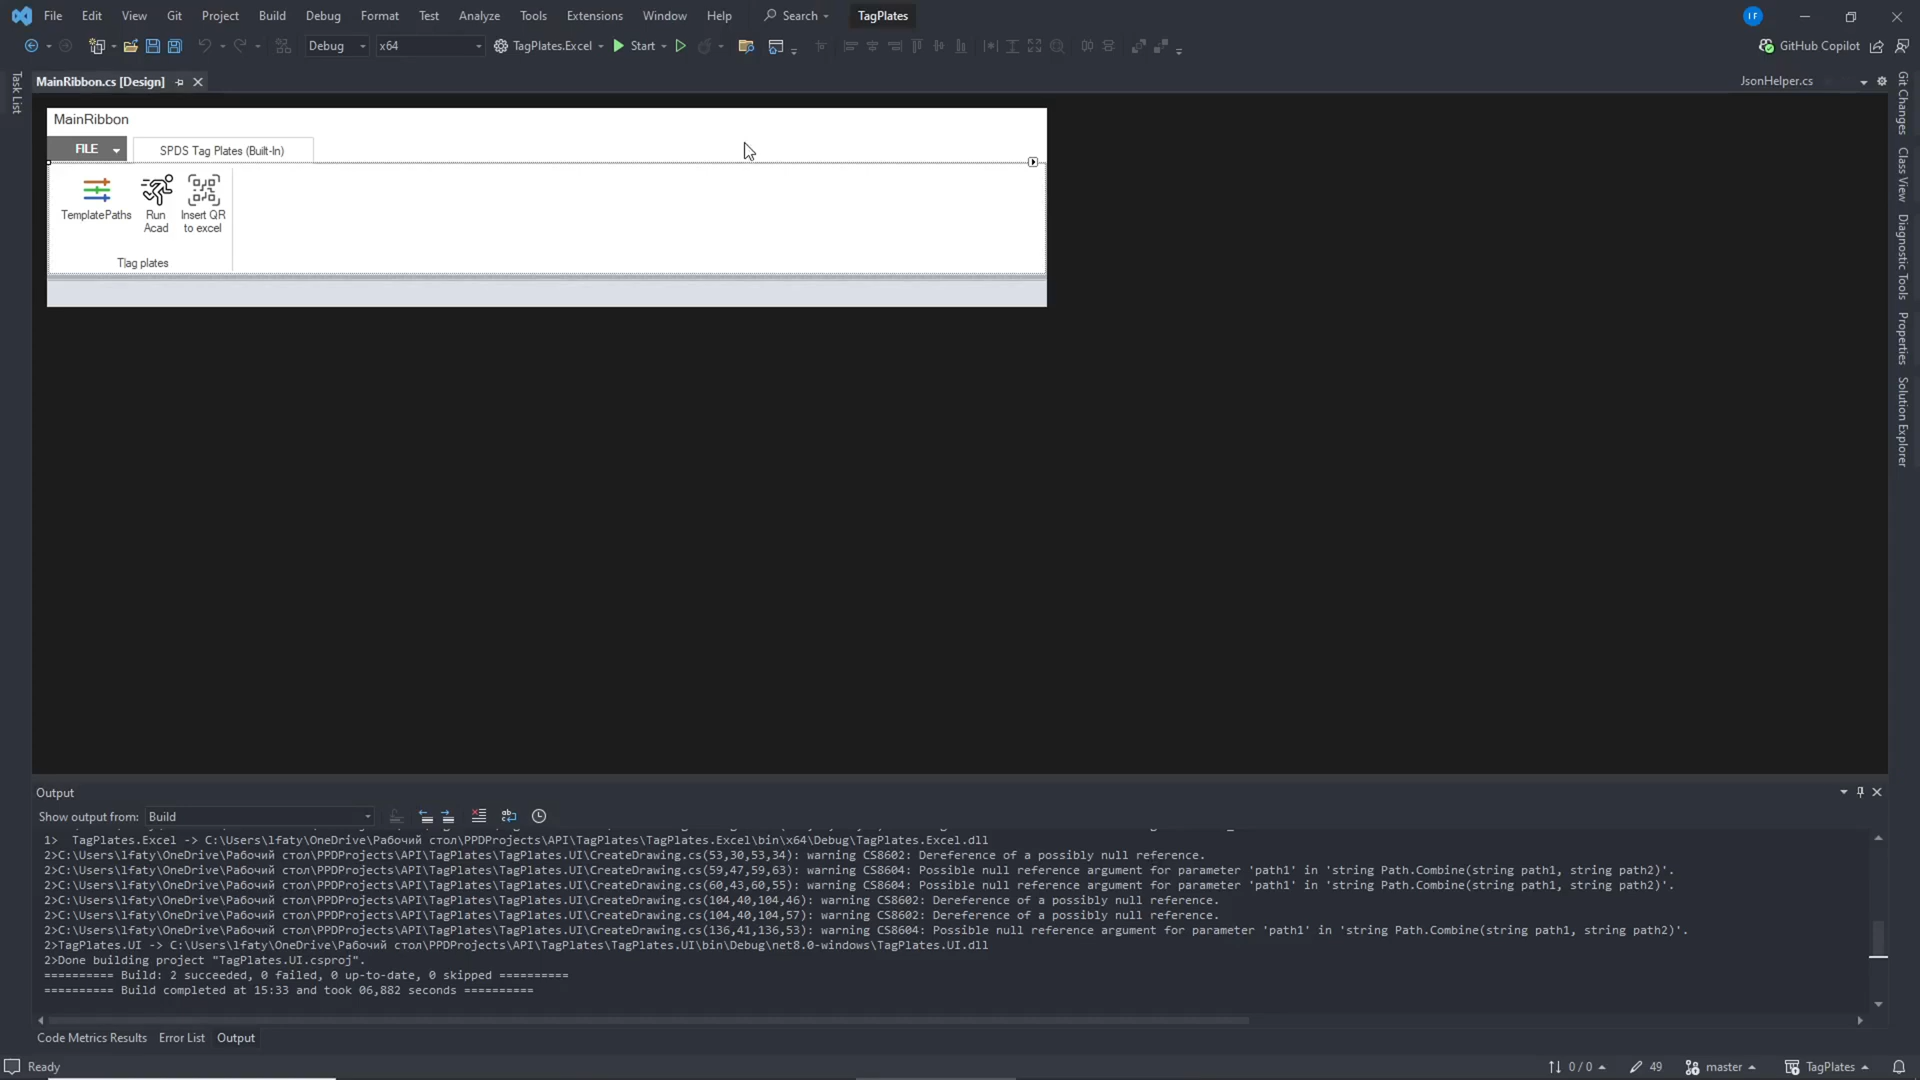 File Edit View Git Project Build Debug Format Test Analyze Tools Extensions Window Help Search TagPlates IF
Debug x64 TagPlates.Excel Start GitHub Copilot
MainRibbon.cs [Design] JsonHelper.cs
Task List
Git Changes
Class View
Diagnostic Tools
Properties
Solution Explorer
MainRibbon
FILE SPDS Tag Plates (Built-In)
TemplatePaths Run Acad Insert QR to excel
Tlag plates
Output
Show output from: Build
1> TagPlates.Excel -> C:\Users\lfaty\OneDrive\Рабочий стол\PPDProjects\API\TagPlates\TagPlates.Excel\bin\x64\Debug\TagPlates.Excel.dll
2>C:\Users\lfaty\OneDrive\Рабочий стол\PPDProjects\API\TagPlates\TagPlates.UI\CreateDrawing.cs(53,30,53,34): warning CS8602: Dereference of a possibly null reference.
2>C:\Users\lfaty\OneDrive\Рабочий стол\PPDProjects\API\TagPlates\TagPlates.UI\CreateDrawing.cs(59,47,59,63): warning CS8604: Possible null reference argument for parameter 'path1' in 'string Path.Combine(string path1, string path2)'.
2>C:\Users\lfaty\OneDrive\Рабочий стол\PPDProjects\API\TagPlates\TagPlates.UI\CreateDrawing.cs(60,43,60,55): warning CS8604: Possible null reference argument for parameter 'path1' in 'string Path.Combine(string path1, string path2)'.
2>C:\Users\lfaty\OneDrive\Рабочий стол\PPDProjects\API\TagPlates\TagPlates.UI\CreateDrawing.cs(104,40,104,46): warning CS8602: Dereference of a possibly null reference.
2>C:\Users\lfaty\OneDrive\Рабочий стол\PPDProjects\API\TagPlates\TagPlates.UI\CreateDrawing.cs(104,40,104,57): warning CS8602: Dereference of a possibly null reference.
2>C:\Users\lfaty\OneDrive\Рабочий стол\PPDProjects\API\TagPlates\TagPlates.UI\CreateDrawing.cs(136,41,136,53): warning CS8604: Possible null reference argument for parameter 'path1' in 'string Path.Combine(string path1, string path2)'.
2>TagPlates.UI -> C:\Users\lfaty\OneDrive\Рабочий стол\PPDProjects\API\TagPlates\TagPlates.UI\bin\Debug\net8.0-windows\TagPlates.UI.dll
2>Done building project "TagPlates.UI.csproj".
========== Build: 2 succeeded, 0 failed, 0 up-to-date, 0 skipped ==========
========== Build completed at 15:33 and took 06,882 seconds ==========
Code Metrics Results Error List Output
Ready 0 / 0 49 master TagPlates